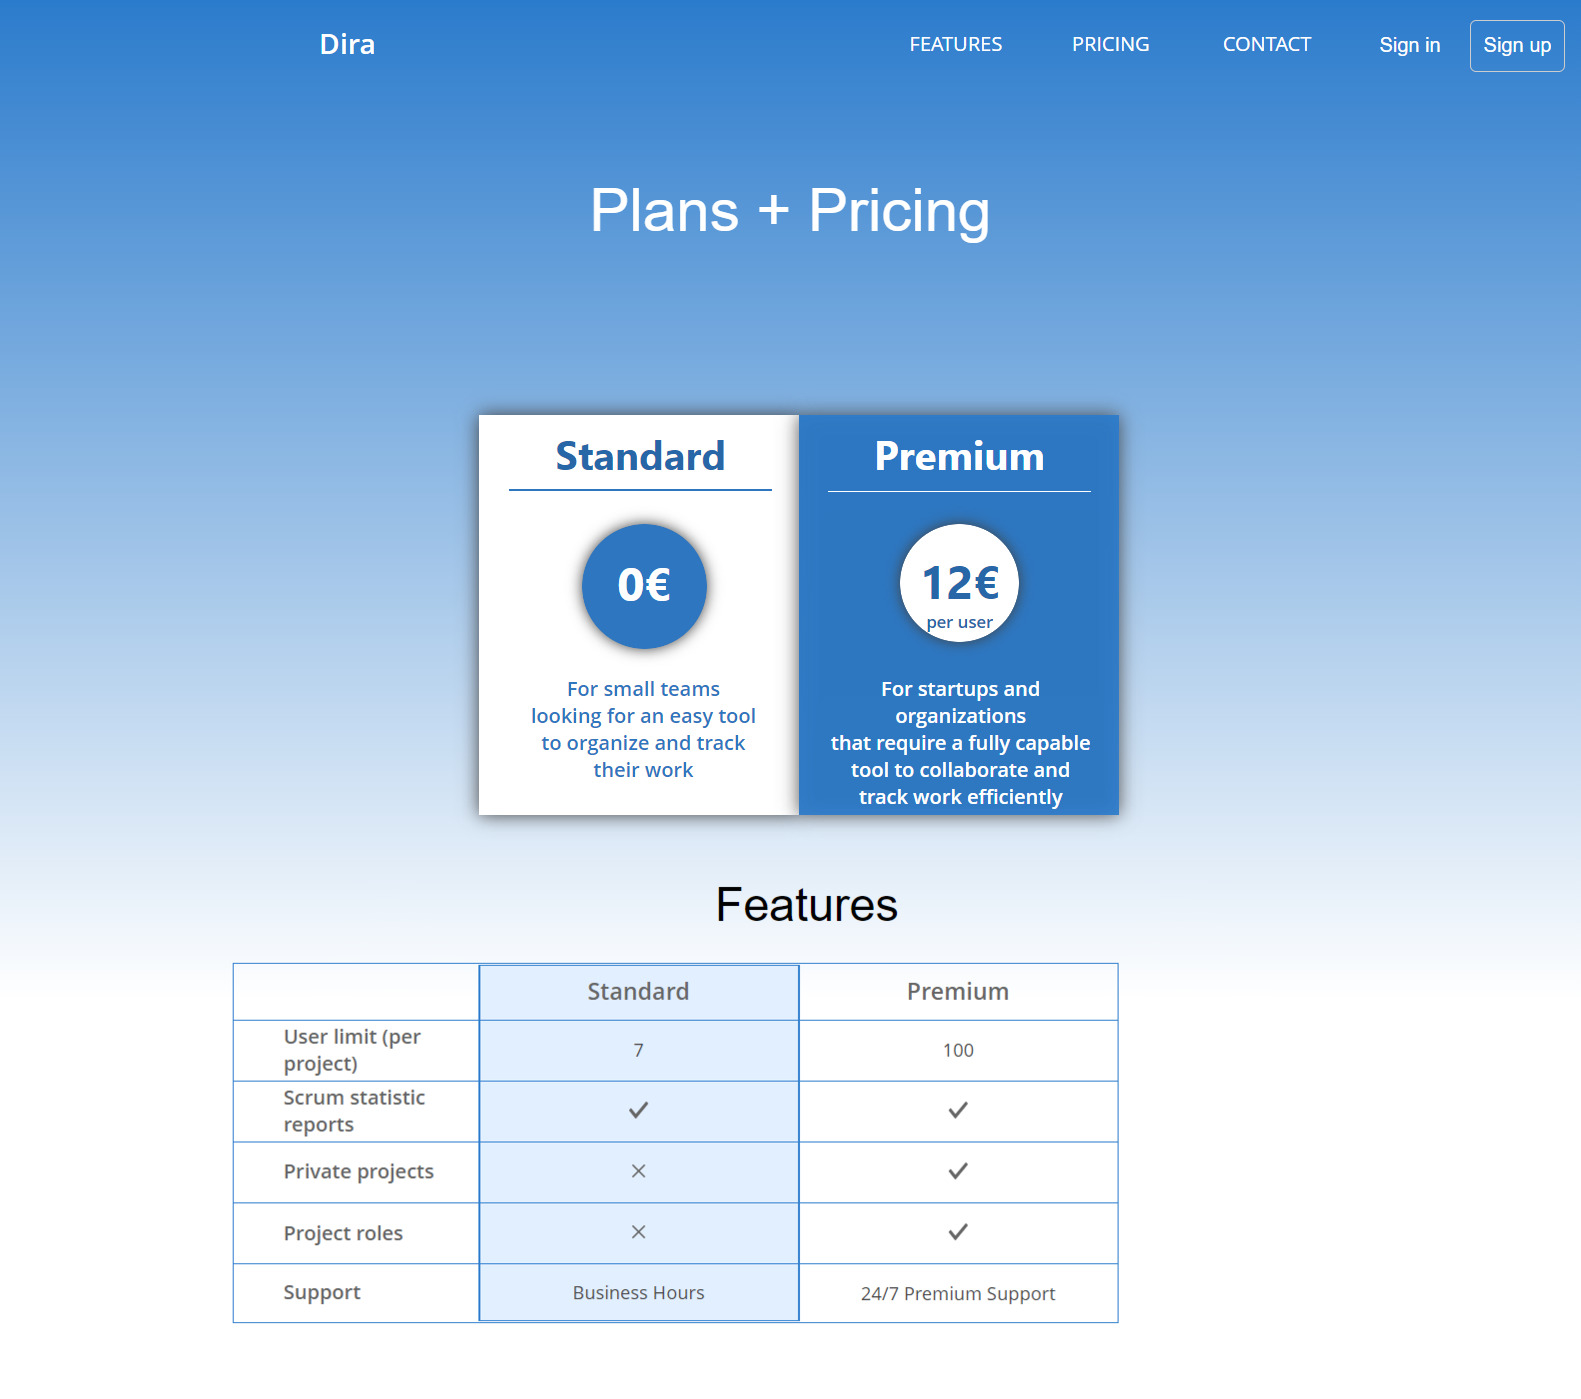 Dira
FEATURES PRICING CONTACT Sign in Sign up
Plans + Pricing
Standard
0€
For small teams
looking for an easy tool
to organize and track
their work
Premium
12€
per user
For startups and
organizations
that require a fully capable
tool to collaborate and
track work efficiently
Features
Standard Premium
User limit (per
project) 7 100
Scrum statistic
reports ✓ ✓
Private projects × ✓
Project roles × ✓
Support Business Hours 24/7 Premium Support